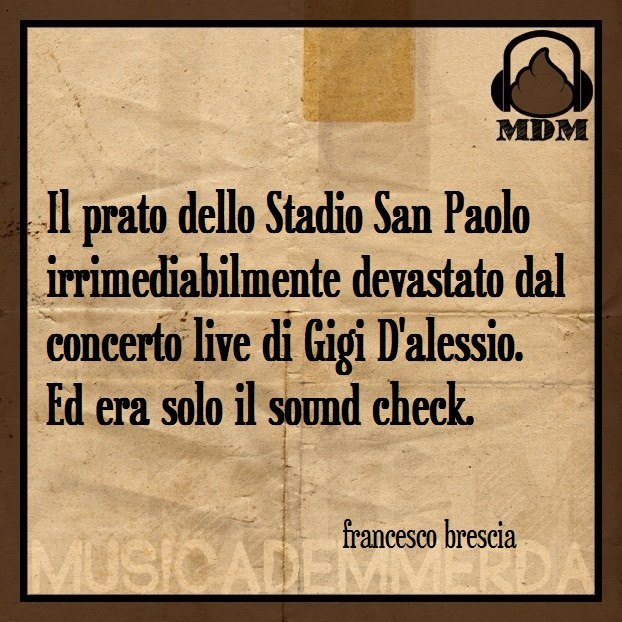 MDM
Il prato dello Stadio San Paolo
irrimediabilmente devastato dal
concerto live di Gigi D'alessio.
Ed era solo il sound check.
francesco brescia
MUSICADEMMERDA